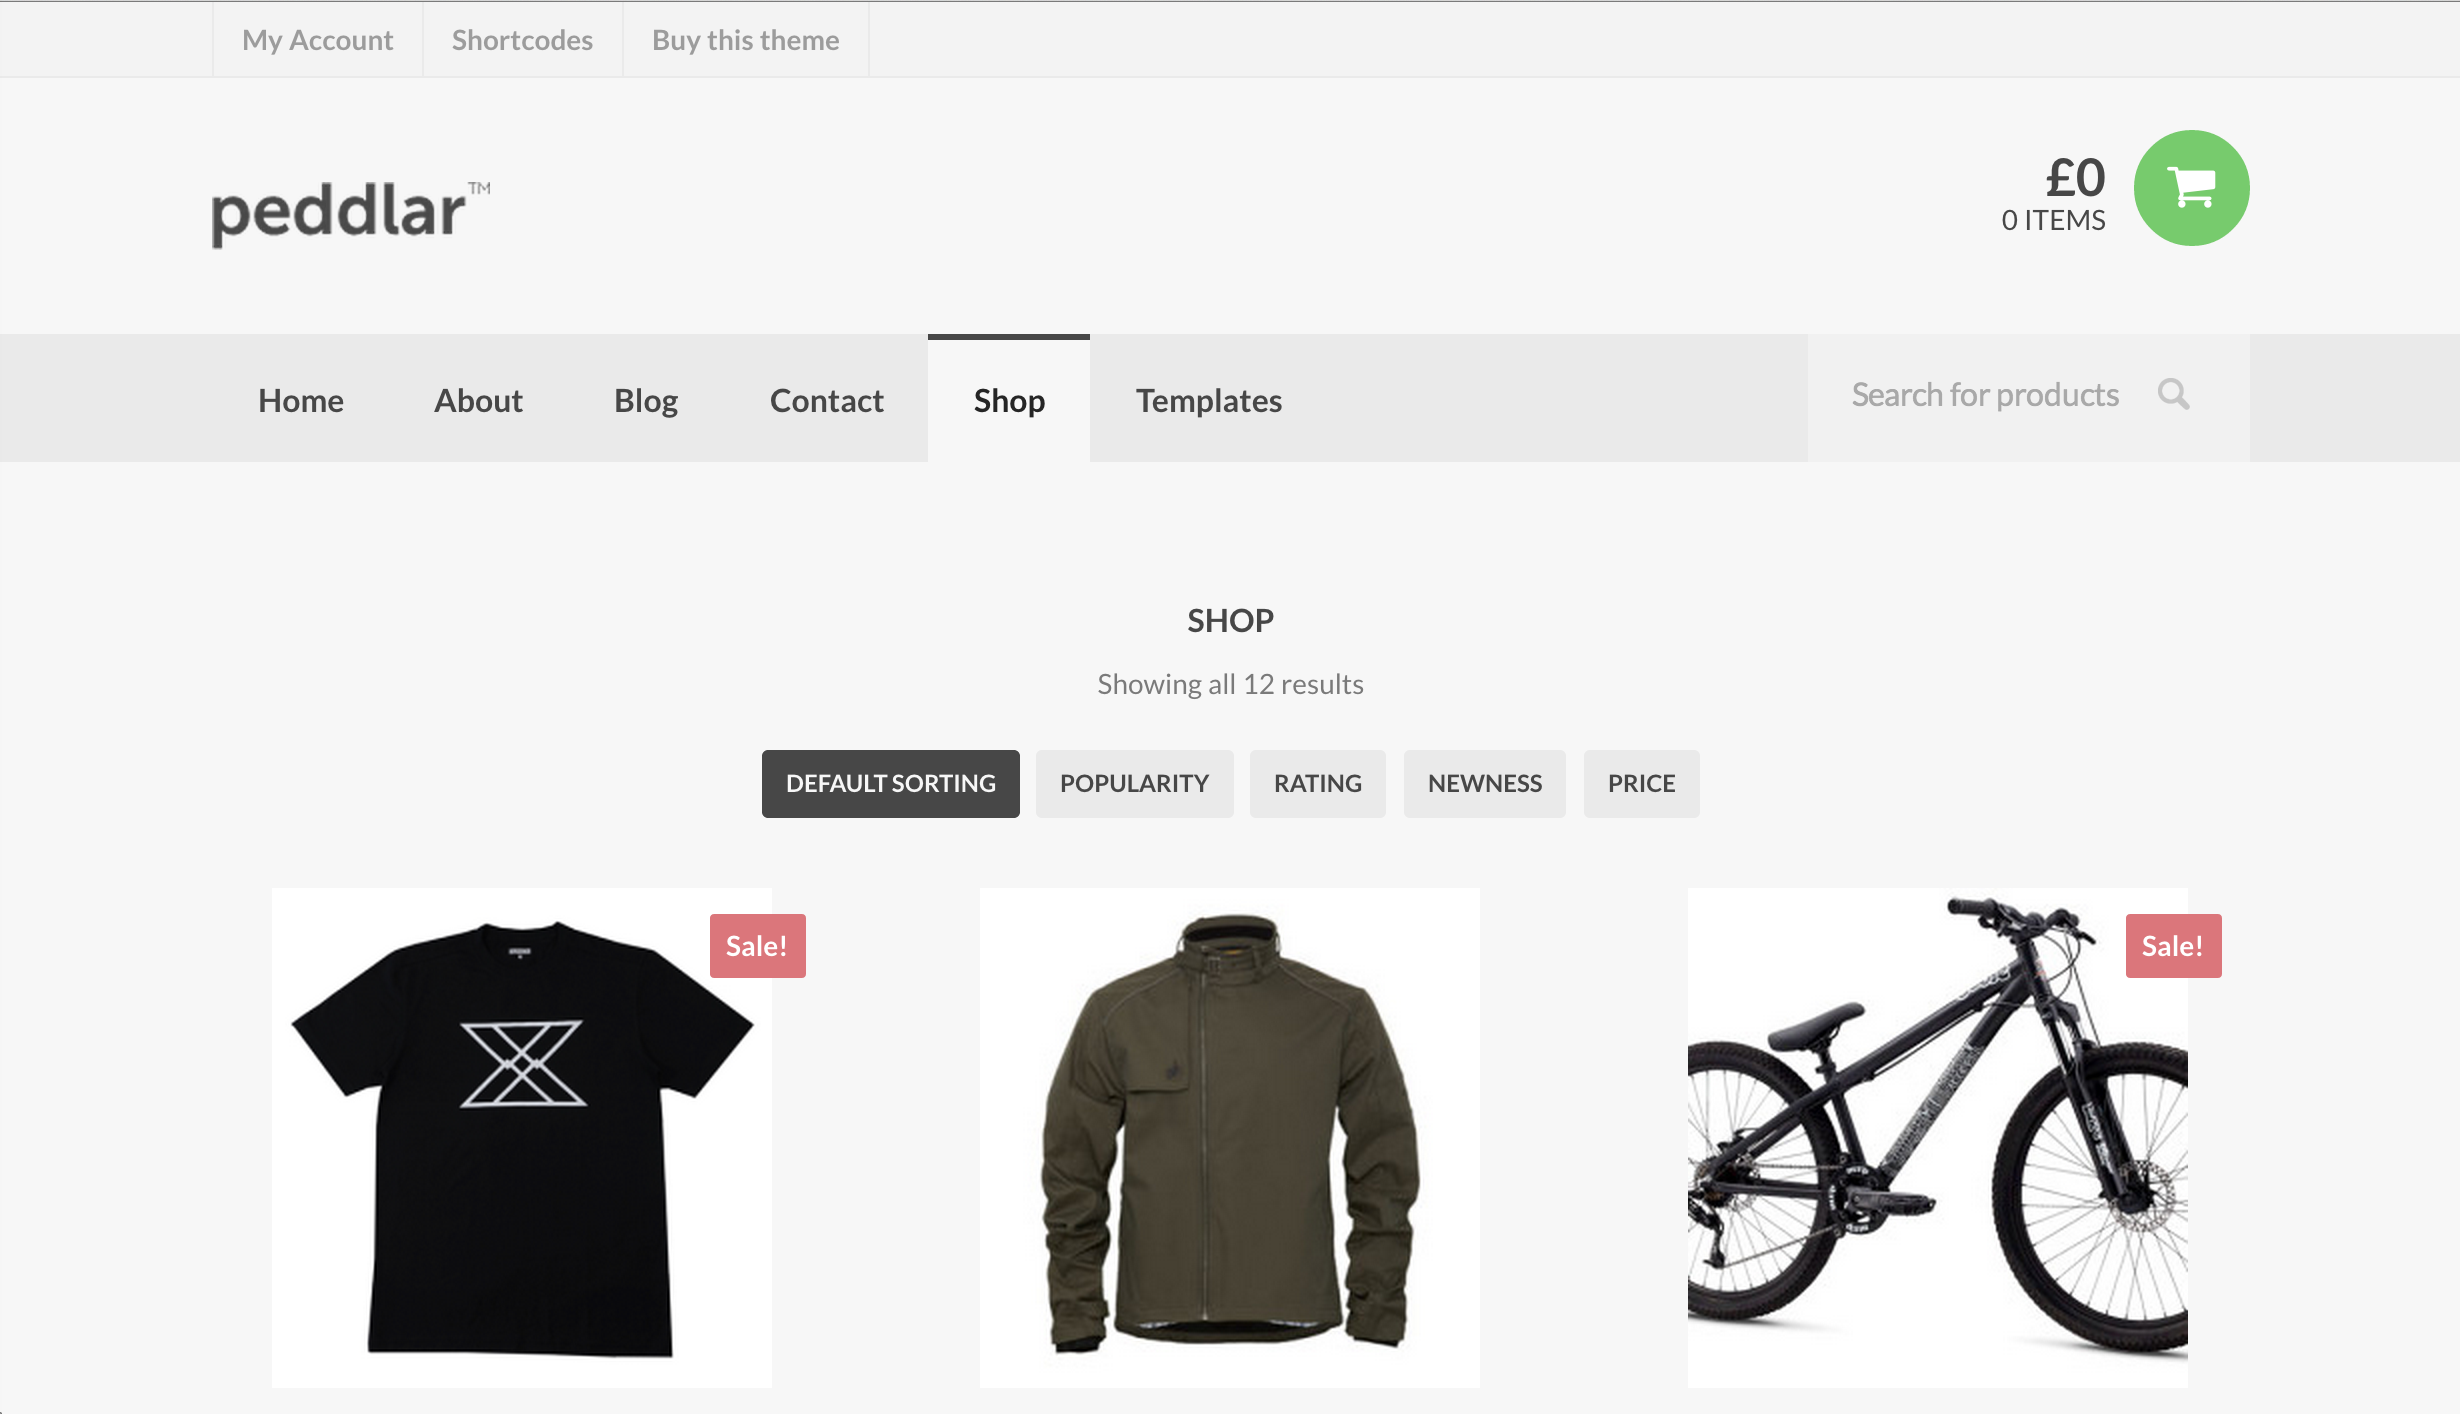 My Account
Shortcodes
Buy this theme
peddlar™
£0
0 ITEMS
Home
About
Blog
Contact
Shop
Templates
Search for products
SHOP
Showing all 12 results
DEFAULT SORTING
POPULARITY
RATING
NEWNESS
PRICE
Sale!
Sale!